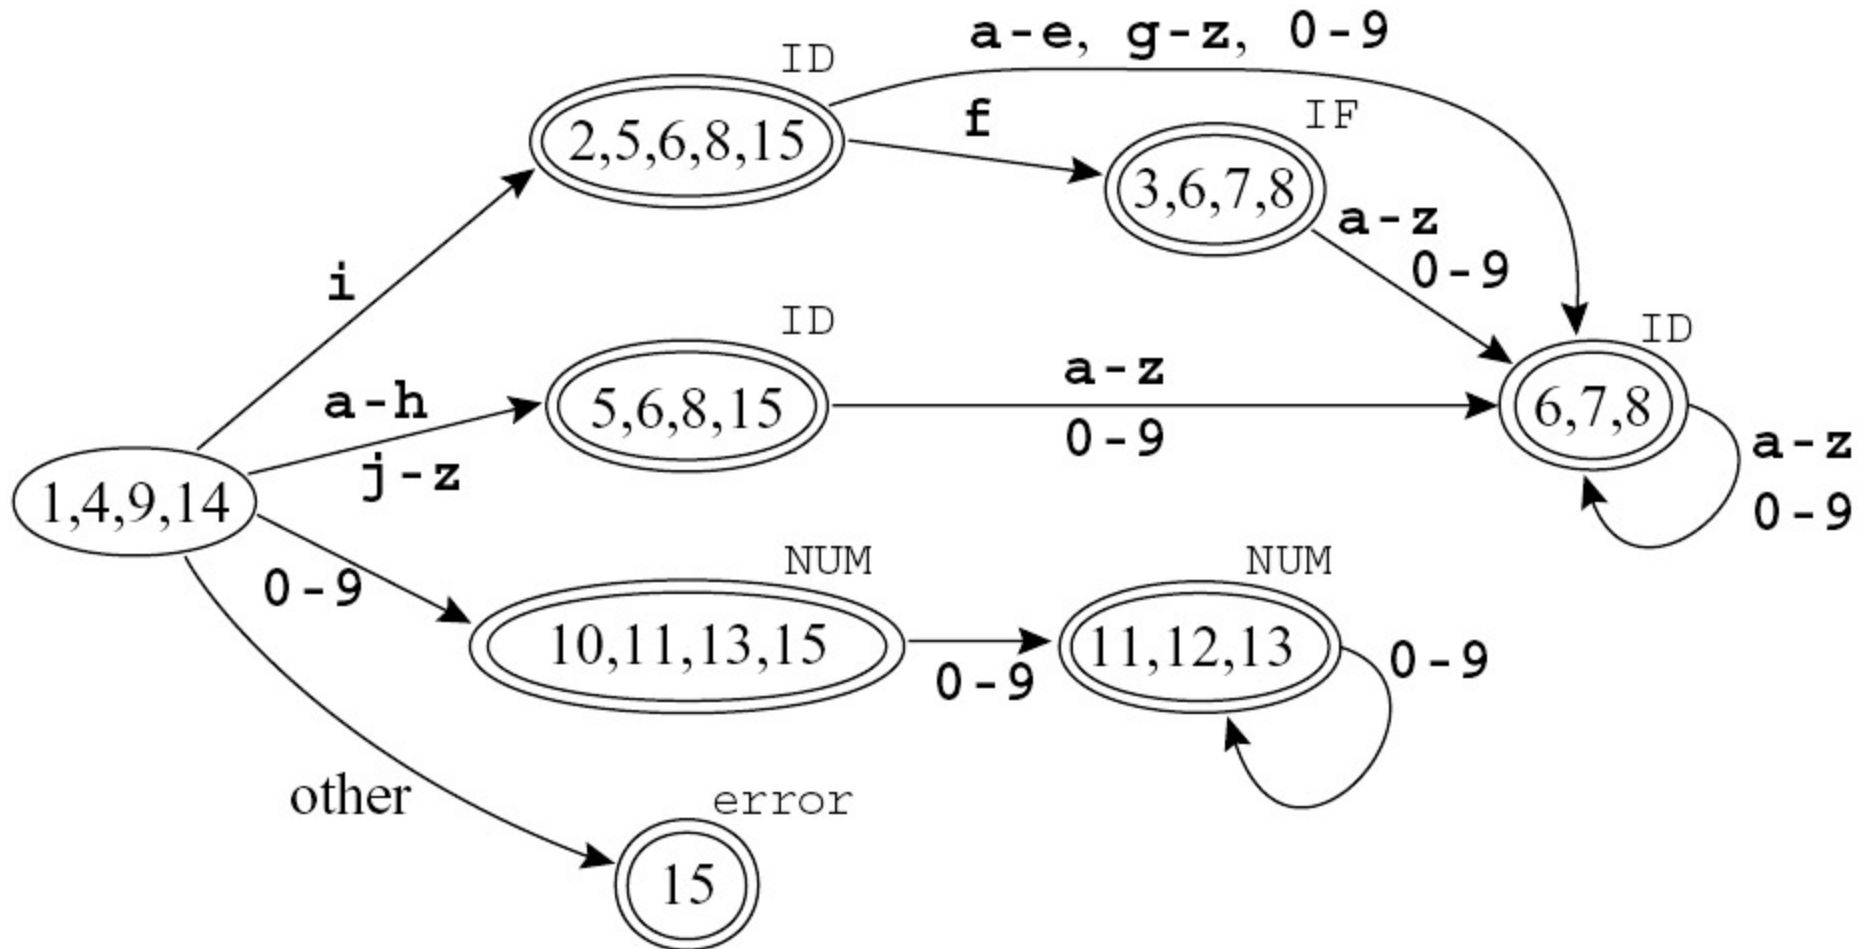 ID
a-e, g-z, 0-9
2,5,6,8,15
f
IF
3,6,7,8
a-z
0-9
i
ID
5,6,8,15
a-z
0-9
ID
6,7,8
a-z
0-9
a-h
j-z
1,4,9,14
0-9
NUM
10,11,13,15
0-9
NUM
11,12,13
0-9
other
error
15